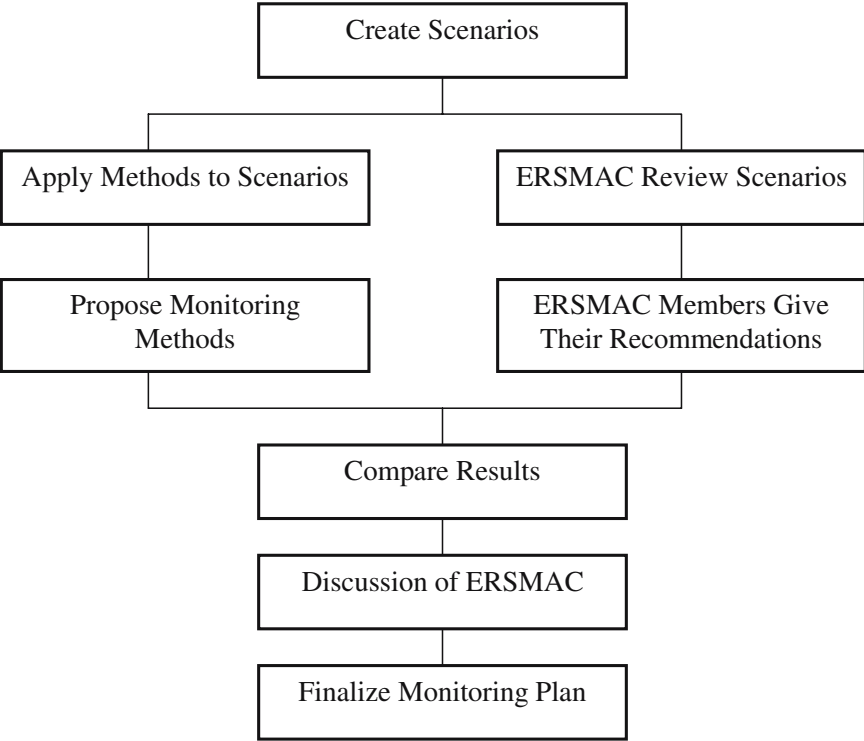 Create Scenarios
Apply Methods to Scenarios
ERSMAC Review Scenarios
Propose Monitoring
Methods
ERSMAC Members Give
Their Recommendations
Compare Results
Discussion of ERSMAC
Finalize Monitoring Plan